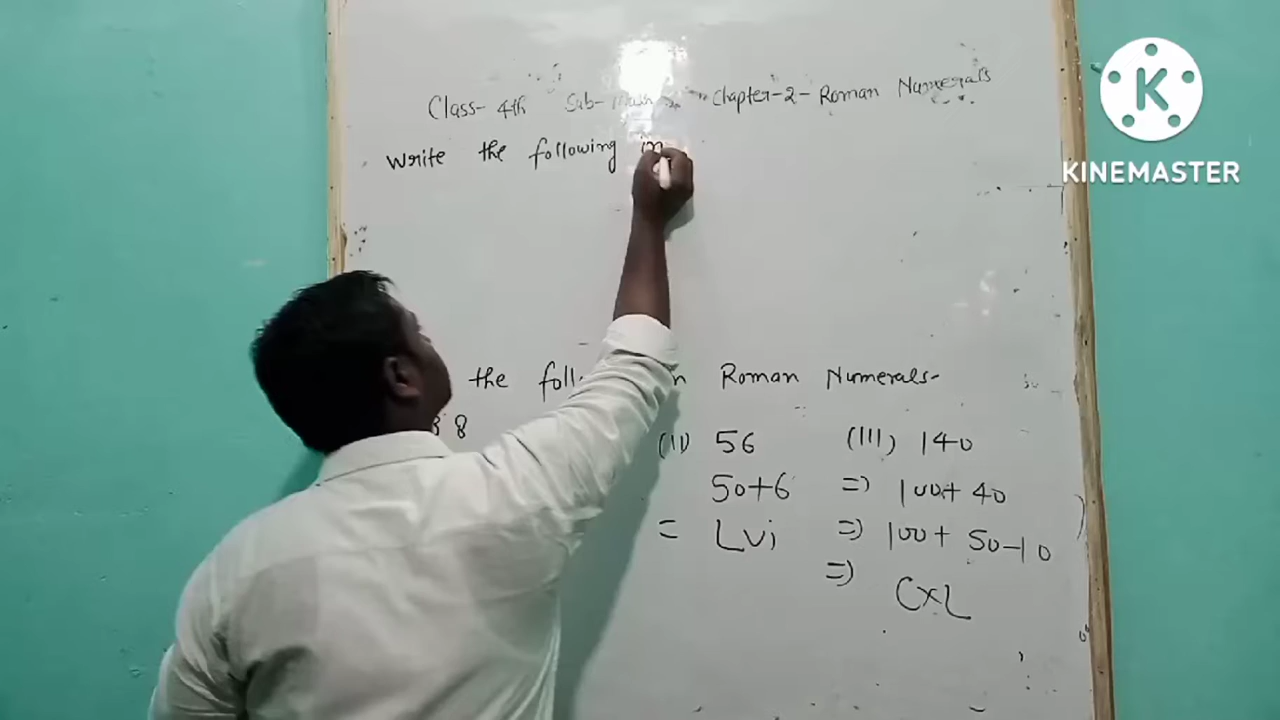 Class- 4th Sub- Math Chapter-2- Roman Numerals
Write the following in
KINEMASTER
the Roman Numerals-
8 (II) 56 (III) 140
50+6 => 100+ 40
= LVi => 100+ 50-10
=> CXL